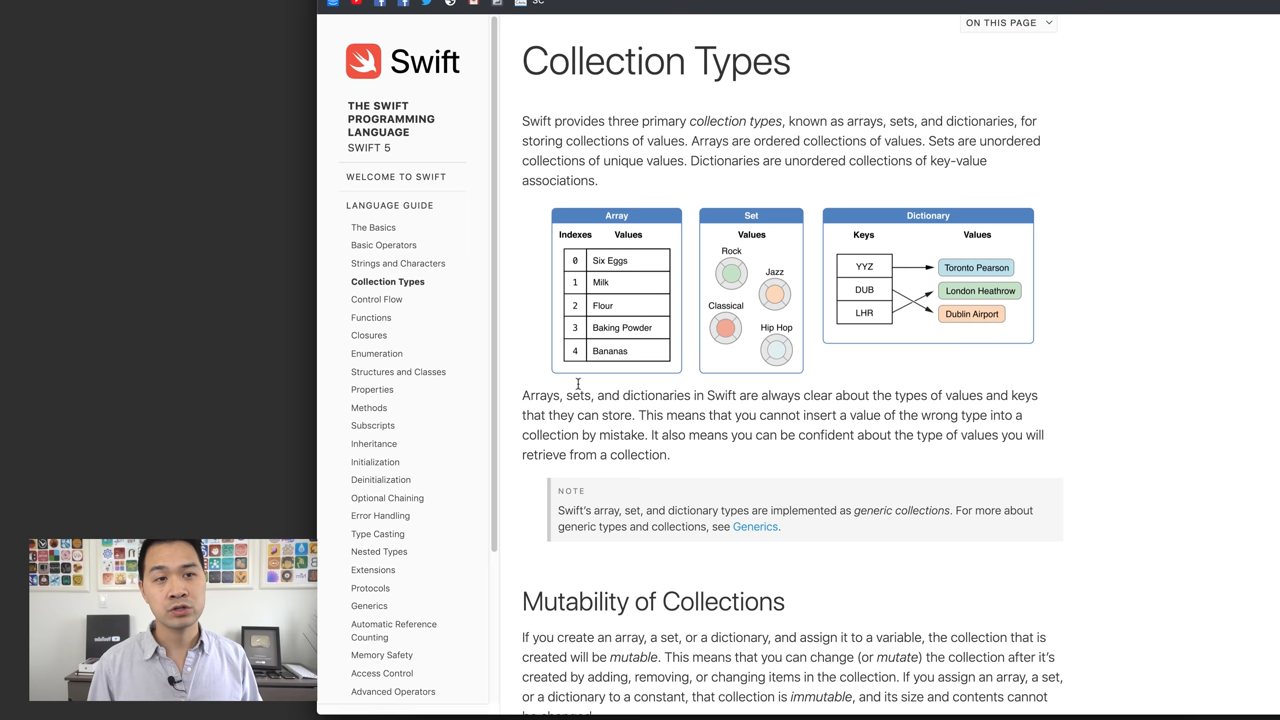 SC
ON THIS PAGE
Swift
THE SWIFT
PROGRAMMING
LANGUAGE
SWIFT 5
WELCOME TO SWIFT
LANGUAGE GUIDE
The Basics
Basic Operators
Strings and Characters
Collection Types
Control Flow
Functions
Closures
Enumeration
Structures and Classes
Properties
Methods
Subscripts
Inheritance
Initialization
Deinitialization
Optional Chaining
Error Handling
Type Casting
Nested Types
Extensions
Protocols
Generics
Automatic Reference
Counting
Memory Safety
Access Control
Advanced Operators
Collection Types
Swift provides three primary collection types, known as arrays, sets, and dictionaries, for
storing collections of values. Arrays are ordered collections of values. Sets are unordered
collections of unique values. Dictionaries are unordered collections of key-value
associations.
Array
Indexes Values
0 Six Eggs
1 Milk
2 Flour
3 Baking Powder
4 Bananas
Set
Values
Rock
Jazz
Classical
Hip Hop
Dictionary
Keys Values
YYZ Toronto Pearson
DUB London Heathrow
LHR Dublin Airport
Arrays, sets, and dictionaries in Swift are always clear about the types of values and keys
that they can store. This means that you cannot insert a value of the wrong type into a
collection by mistake. It also means you can be confident about the type of values you will
retrieve from a collection.
NOTE
Swift's array, set, and dictionary types are implemented as generic collections. For more about
generic types and collections, see Generics.
Mutability of Collections
If you create an array, a set, or a dictionary, and assign it to a variable, the collection that is
created will be mutable. This means that you can change (or mutate) the collection after it's
created by adding, removing, or changing items in the collection. If you assign an array, a set,
or a dictionary to a constant, that collection is immutable, and its size and contents cannot